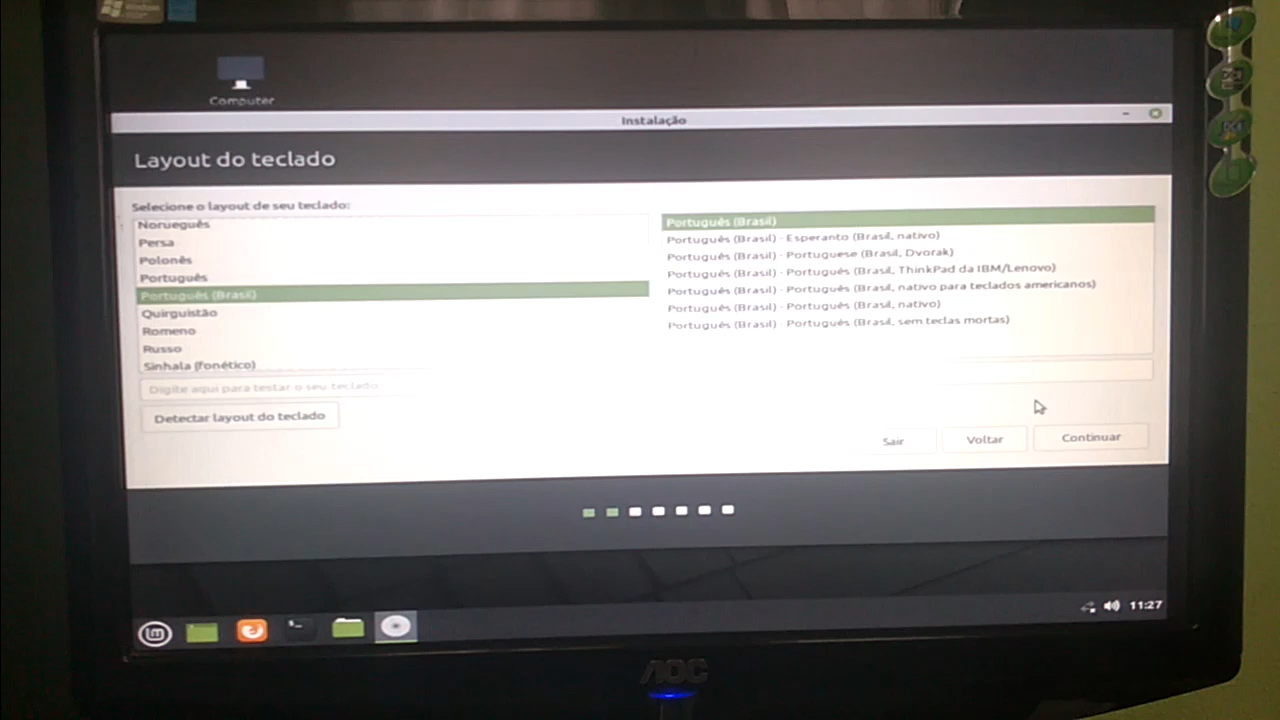 Windows
Computer
Instalação
Layout do teclado
Selecione o layout de seu teclado:
Norueguês
Persa
Polonês
Português
Português (Brasil)
Quirguistão
Romeno
Russo
Sinhala (fonético)
Português (Brasil)
Português (Brasil) - Esperanto (Brasil, nativo)
Português (Brasil) - Portuguese (Brasil, Dvorak)
Português (Brasil) - Português (Brasil, ThinkPad da IBM/Lenovo)
Português (Brasil) - Português (Brasil, nativo para teclados americanos)
Português (Brasil) - Português (Brasil, nativo)
Português (Brasil) - Português (Brasil, sem teclas mortas)
Digite aqui para testar o seu teclado
Detectar layout do teclado
Sair
Voltar
Continuar
11:27
AOC